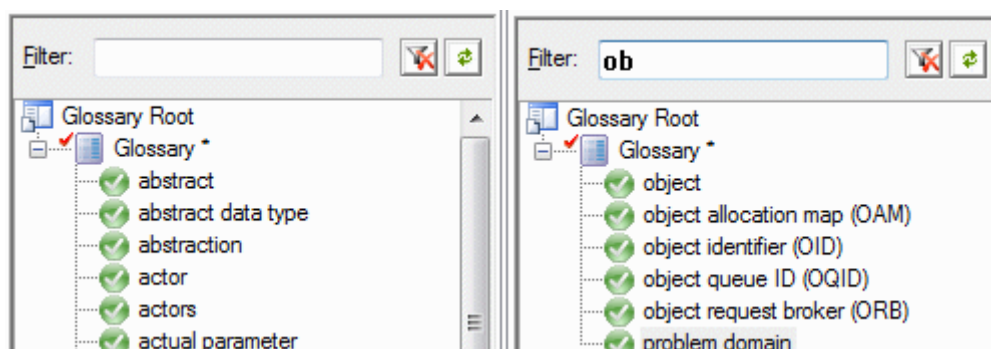 Filter:
Glossary Root
Glossary *
abstract
abstract data type
abstraction
actor
actors
actual parameter
Filter: ob
Glossary Root
Glossary *
object
object allocation map (OAM)
object identifier (OID)
object queue ID (OQID)
object request broker (ORB)
problem domain